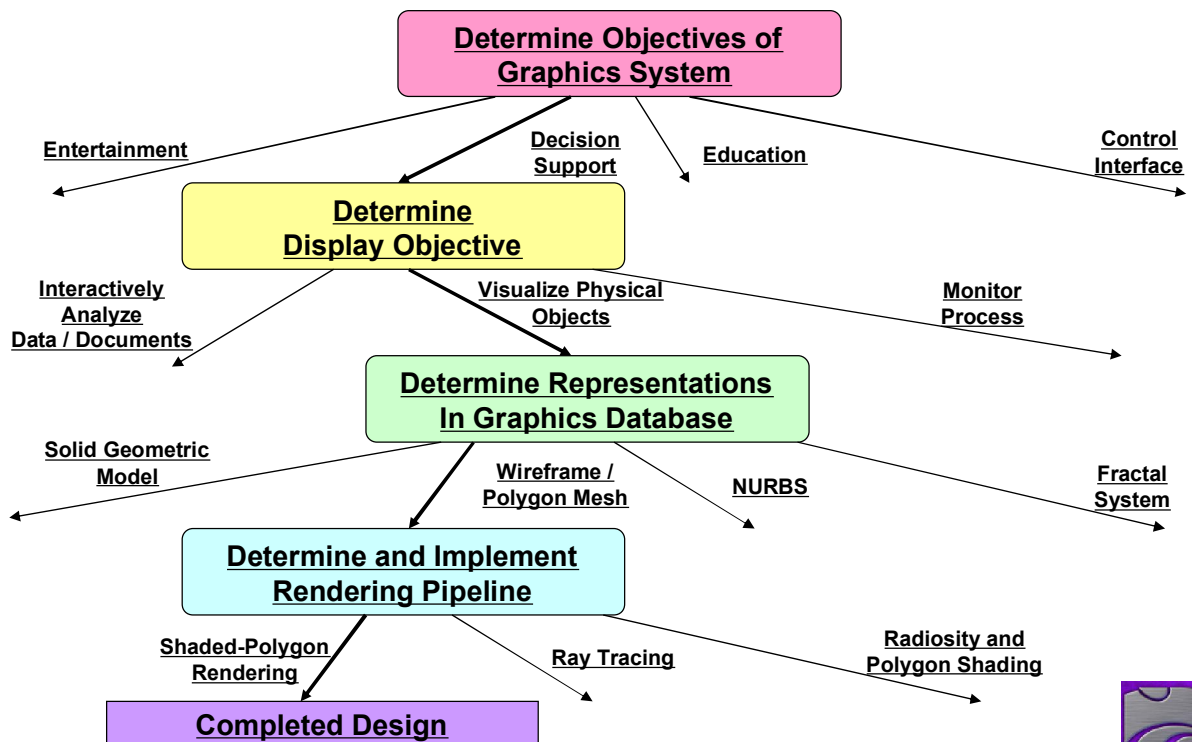 Determine Objectives of
Graphics System
Entertainment
Decision
Support
Education
Control
Interface
Determine
Display Objective
Interactively
Analyze
Data / Documents
Visualize Physical
Objects
Monitor
Process
Determine Representations
In Graphics Database
Solid Geometric
Model
Wireframe /
Polygon Mesh
NURBS
Fractal
System
Determine and Implement
Rendering Pipeline
Shaded-Polygon
Rendering
Ray Tracing
Radiosity and
Polygon Shading
Completed Design